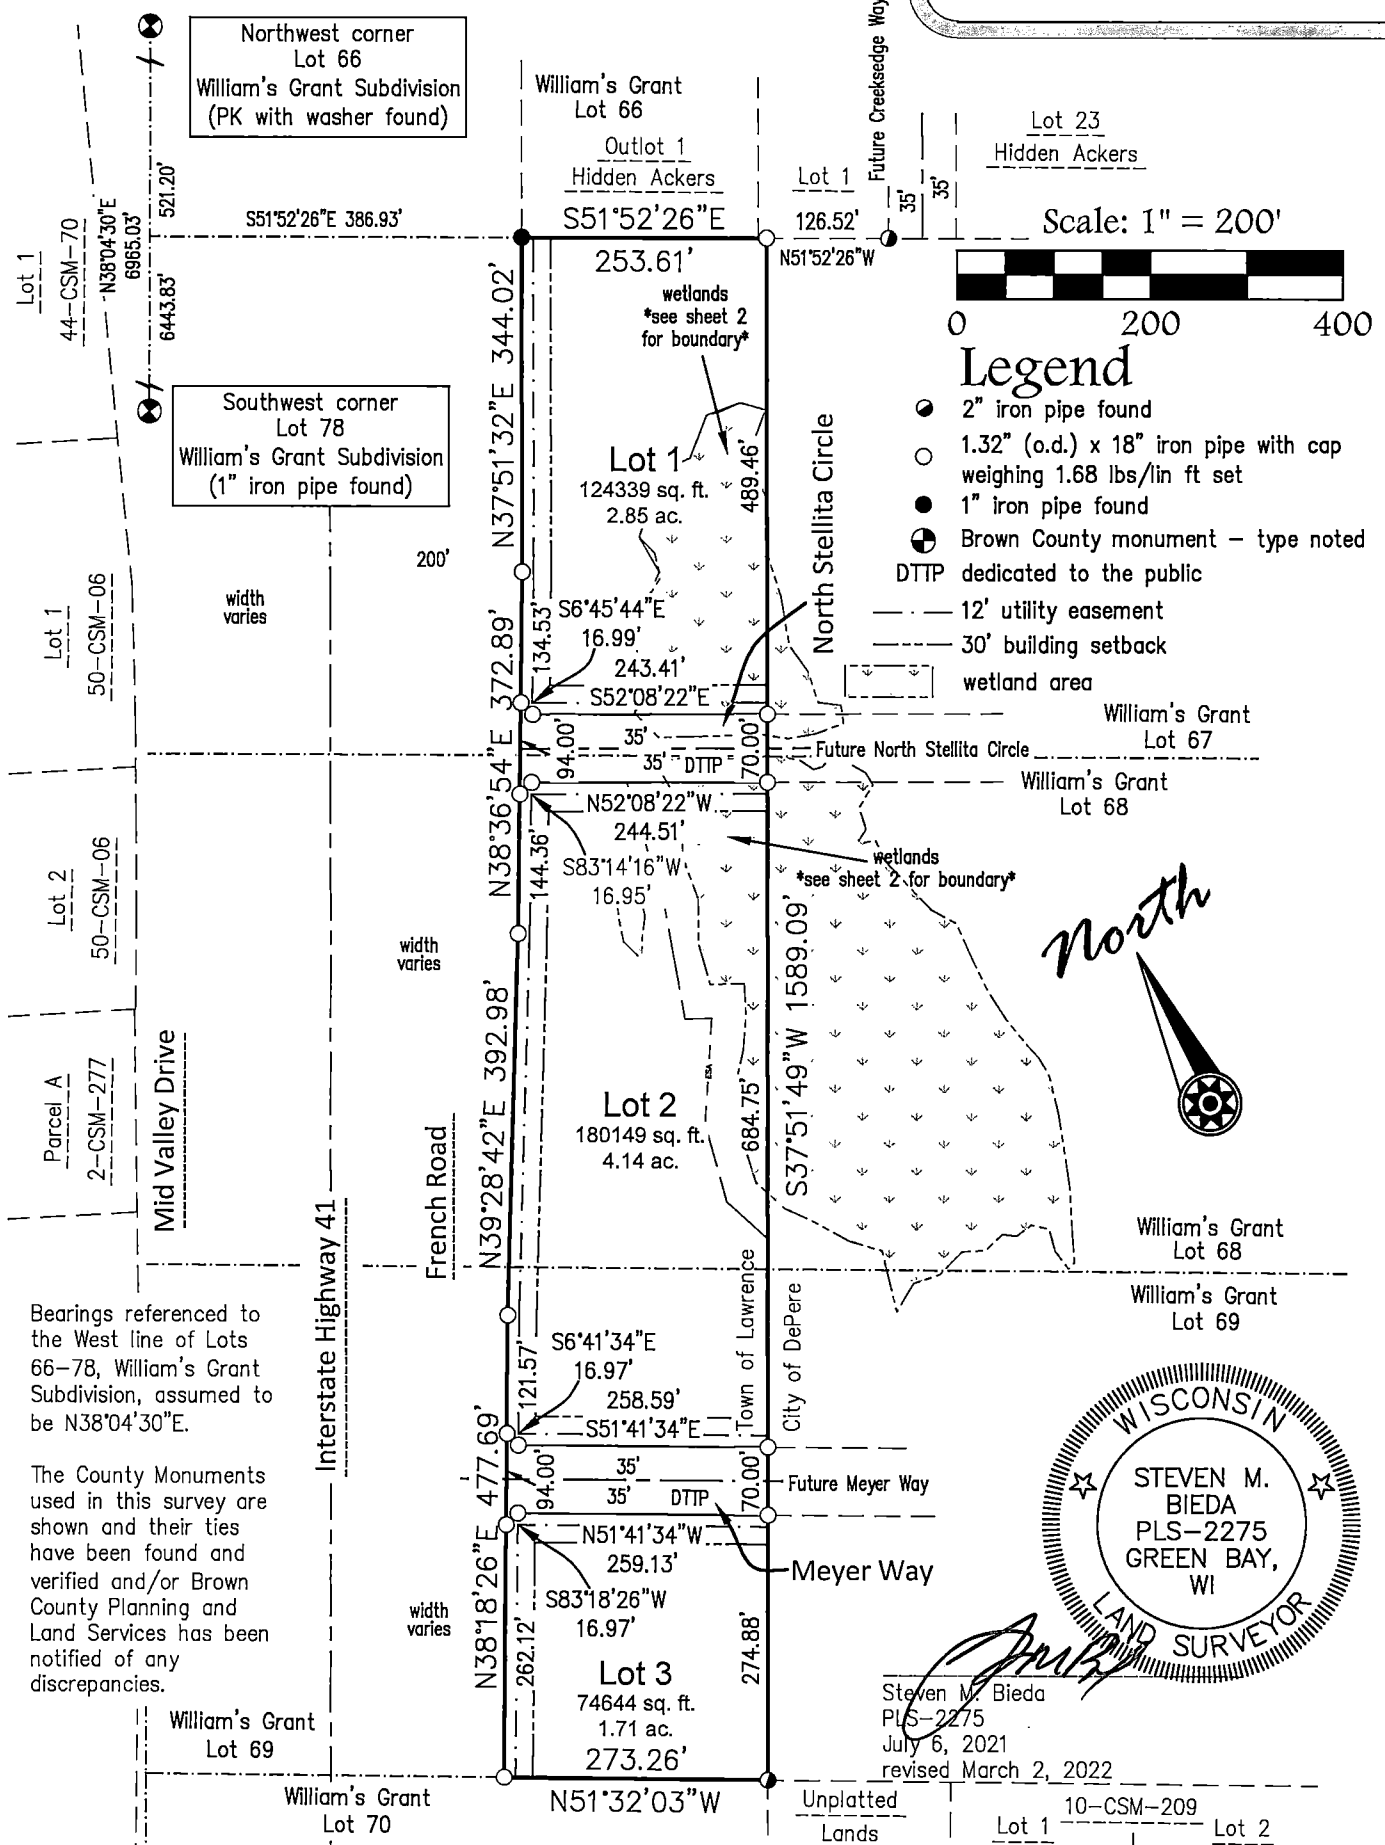 Northwest corner
Lot 66
William's Grant Subdivision
(PK with washer found)
William's Grant
Lot 66
Outlot 1
Hidden Ackers
Lot 1
Future Creeksedge Way
35'
35'
Lot 23
Hidden Ackers
521.20'
N38°04'30"E
6965.03'
6443.83'
Lot 1
44-CSM-70
S51°52'26"E 386.93'
S51°52'26"E
253.61'
126.52'
N51°52'26"W
Scale: 1" = 200'
0 200 400
Legend
2" iron pipe found
1.32" (o.d.) x 18" iron pipe with cap
weighing 1.68 lbs/lin ft set
1" iron pipe found
Brown County monument – type noted
DTTP dedicated to the public
12' utility easement
30' building setback
wetland area
Southwest corner
Lot 78
William's Grant Subdivision
(1" iron pipe found)
wetlands
*see sheet 2
for boundary*
N37°51'32"E 344.02'
Lot 1
124339 sq. ft.
2.85 ac.
489.46'
North Stellita Circle
200'
width
varies
Lot 1
50-CSM-06
S6°45'44"E
16.99'
134.53'
243.41'
S52°08'22"E
N38°36'54"E 372.89'
94.00'
35'
35' DTTP
70.00'
Future North Stellita Circle
William's Grant
Lot 67
William's Grant
Lot 68
N52°08'22"W
244.51'
144.36'
S83°14'16"W
16.95'
wetlands
*see sheet 2 for boundary*
Lot 2
50-CSM-06
width
varies
North
S37°51'49"W 1589.09'
N39°28'42"E 392.98'
ESA
Lot 2
180149 sq. ft.
4.14 ac.
684.75'
Parcel A
2-CSM-277
Mid Valley Drive
Interstate Highway 41
French Road
William's Grant
Lot 68
William's Grant
Lot 69
Town of Lawrence
City of DePere
Bearings referenced to
the West line of Lots
66-78, William's Grant
Subdivision, assumed to
be N38°04'30"E.
The County Monuments
used in this survey are
shown and their ties
have been found and
verified and/or Brown
County Planning and
Land Services has been
notified of any
discrepancies.
S6°41'34"E
16.97'
121.57'
258.59'
S51°41'34"E
N38°18'26"E 477.69'
94.00'
35'
35' DTTP
70.00'
Future Meyer Way
N51°41'34"W
259.13'
Meyer Way
S83°18'26"W
16.97'
width
varies
262.12'
274.88'
Lot 3
74644 sq. ft.
1.71 ac.
273.26'
N51°32'03"W
William's Grant
Lot 69
William's Grant
Lot 70
WISCONSIN
STEVEN M.
BIEDA
PLS-2275
GREEN BAY,
WI
LAND SURVEYOR
Steven M. Bieda
PLS-2275
July 6, 2021
revised March 2, 2022
Unplatted
Lands
10-CSM-209
Lot 1
Lot 2